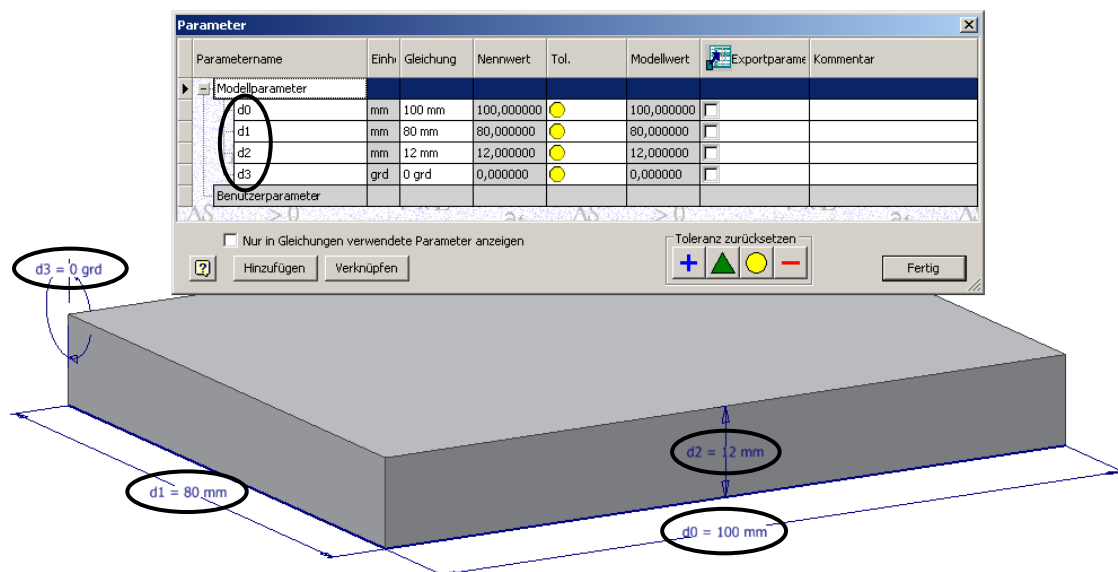 Parameter
Parametername Einh Gleichung Nennwert Tol. Modellwert Exportparame Kommentar
Modellparameter
d0 mm 100 mm 100,000000 100,000000
d1 mm 80 mm 80,000000 80,000000
d2 mm 12 mm 12,000000 12,000000
d3 grd 0 grd 0,000000 0,000000
Benutzerparameter
Nur in Gleichungen verwendete Parameter anzeigen
Toleranz zurücksetzen
? Hinzufügen Verknüpfen Fertig
d3 = 0 grd
d2 = 12 mm
d1 = 80 mm
d0 = 100 mm